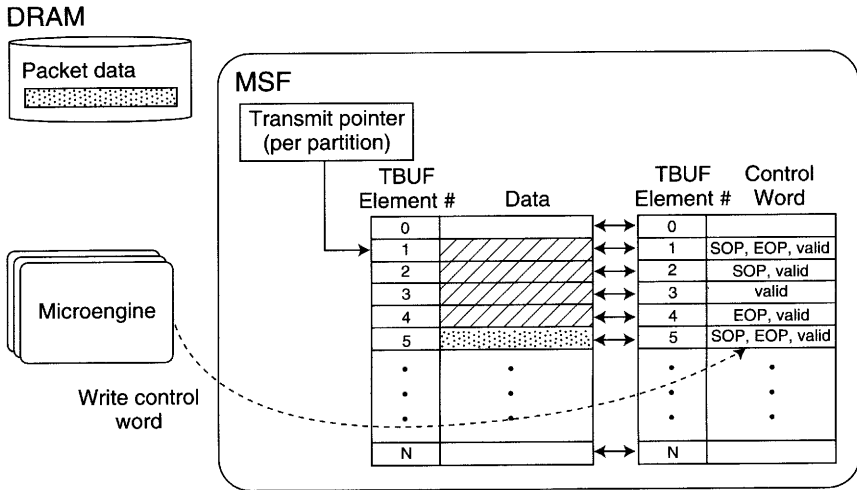 DRAM
Packet data
MSF
Transmit pointer
(per partition)
TBUF
Element #
Data
TBUF
Element #
Control
Word
0
0
1
1
SOP, EOP, valid
2
2
SOP, valid
3
3
valid
4
4
EOP, valid
5
5
SOP, EOP, valid
N
N
Microengine
Write control
word